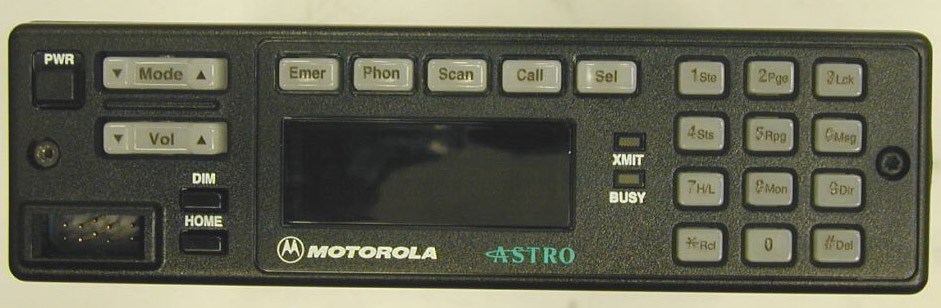 PWR
▼ Mode ▲
▼ Vol ▲
DIM
HOME
Emer Phon Scan Call Sel
XMIT
BUSY
MOTOROLA
ASTRO
1Ste 2Pge 3Lck
4Sts 5Rpg 6Msg
7H/L 8Mon 9Dir
*Rcl 0 #Del